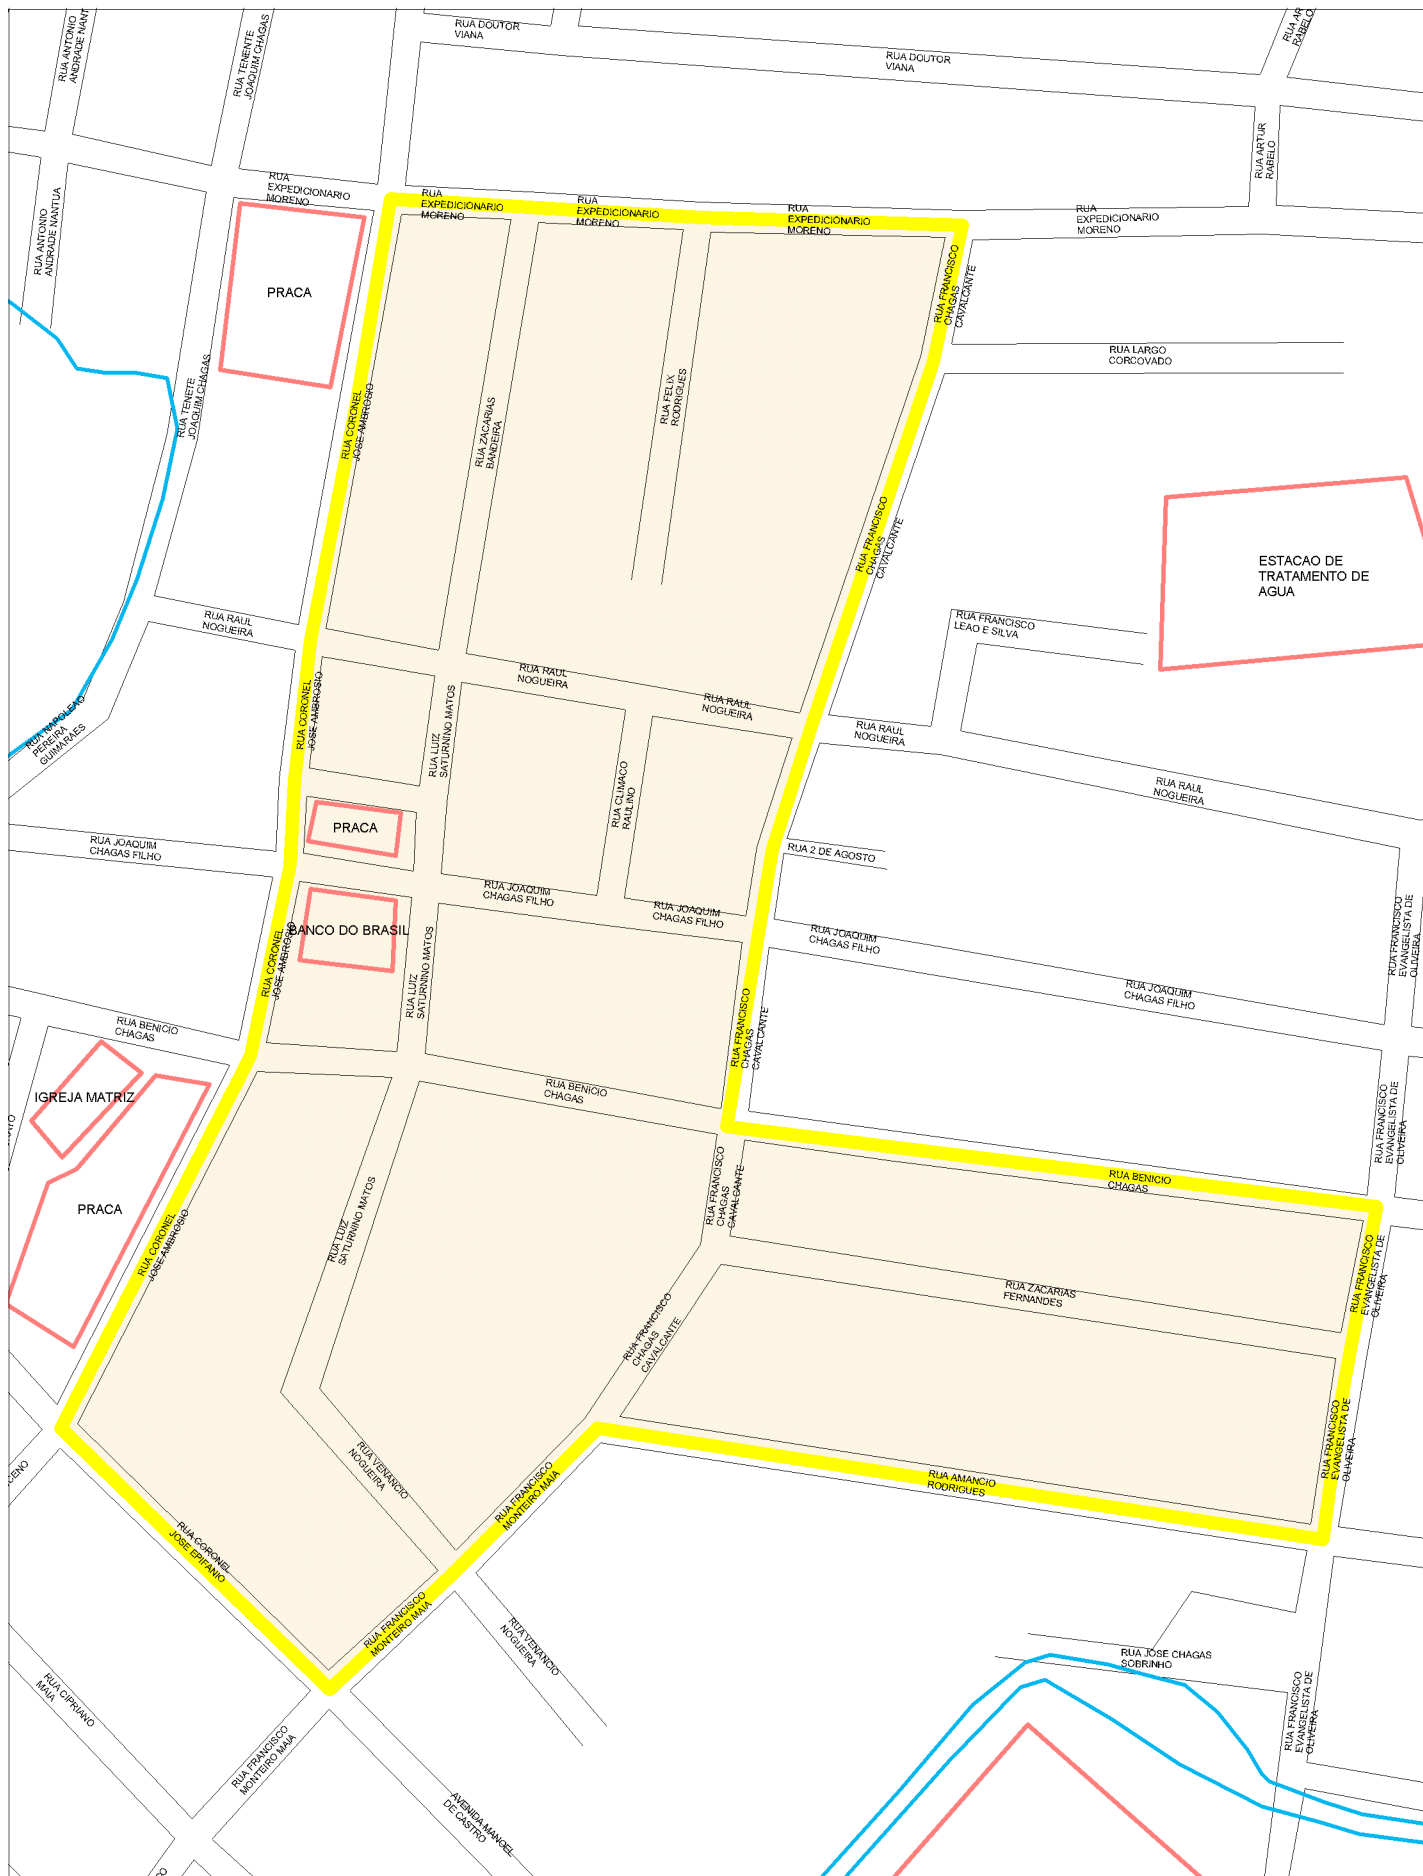 RUA ANTONIO
ANDRADE NANT
RUA TENENTE
JOAQUIM CHAGAS
RUA DOUTOR
VIANA
RUA DOUTOR
VIANA
RUA AR
RABELO
RUA ARTUR
RABELO
RUA
EXPEDICIONARIO
MORENO
RUA
EXPEDICIONARIO
MORENO
RUA
EXPEDICIONARIO
MORENO
RUA
EXPEDICIONARIO
MORENO
RUA
EXPEDICIONARIO
MORENO
RUA ANTONIO
ANDRADE NANTUA
PRACA
RUA FRANCISCO
CHAGAS
CAVALCANTE
RUA LARGO
CORCOVADO
RUA TENETE
JOAQUIM CHAGAS
RUA CORONEL
JOSE AMBROSIO
RUA ZACARIAS
BANDEIRA
RUA FELIX
RODRIGUES
RUA FRANCISCO
CHAGAS
CAVALCANTE
ESTACAO DE
TRATAMENTO DE
AGUA
RUA RAUL
NOGUEIRA
RUA FRANCISCO
LEAO E SILVA
RUA RAUL
NOGUEIRA
RUA RAUL
NOGUEIRA
RUA RAUL
NOGUEIRA
RUA RAUL
NOGUEIRA
RUA NAPOLEAO
PEREIRA
GUIMARAES
RUA CORONEL
JOSE AMBROSIO
RUA LUIZ
SATURNINO MATOS
RUA CLIMACO
RAULINO
PRACA
RUA JOAQUIM
CHAGAS FILHO
RUA 2 DE AGOSTO
RUA JOAQUIM
CHAGAS FILHO
RUA JOAQUIM
CHAGAS FILHO
RUA JOAQUIM
CHAGAS FILHO
RUA JOAQUIM
CHAGAS FILHO
RUA FRANCISCO
EVANGELISTA DE
OLIVEIRA
BANCO DO BRASIL
RUA CORONEL
JOSE AMBROSIO
RUA LUIZ
SATURNINO MATOS
RUA FRANCISCO
CHAGAS
CAVALCANTE
RUA BENICIO
CHAGAS
RUA BENICIO
CHAGAS
RUA FRANCISCO
EVANGELISTA DE
OLIVEIRA
IGREJA MATRIZ
PRACA
RUA CORONEL
JOSE AMBROSIO
RUA LUIZ
SATURNINO MATOS
RUA FRANCISCO
CHAGAS
CAVALCANTE
RUA BENICIO
CHAGAS
RUA FRANCISCO
EVANGELISTA DE
OLIVEIRA
RUA ZACARIAS
FERNANDES
RUA FRANCISCO
CHAGAS
CAVALCANTE
RUA FRANCISCO
EVANGELISTA DE
OLIVEIRA
RUA VENANCIO
NOGUEIRA
RUA FRANCISCO
MONTEIRO MAIA
RUA AMANCIO
RODRIGUES
ENO
RUA CORONEL
JOSE EPIFANIO
RUA FRANCISCO
MONTEIRO MAIA
RUA VENANCIO
NOGUEIRA
RUA JOSE CHAGAS
SOBRINHO
RUA FRANCISCO
EVANGELISTA DE
OLIVEIRA
RUA CIPRIANO
MAIA
RUA FRANCISCO
MONTEIRO MAIA
AVENIDA MANOEL
DE CASTRO